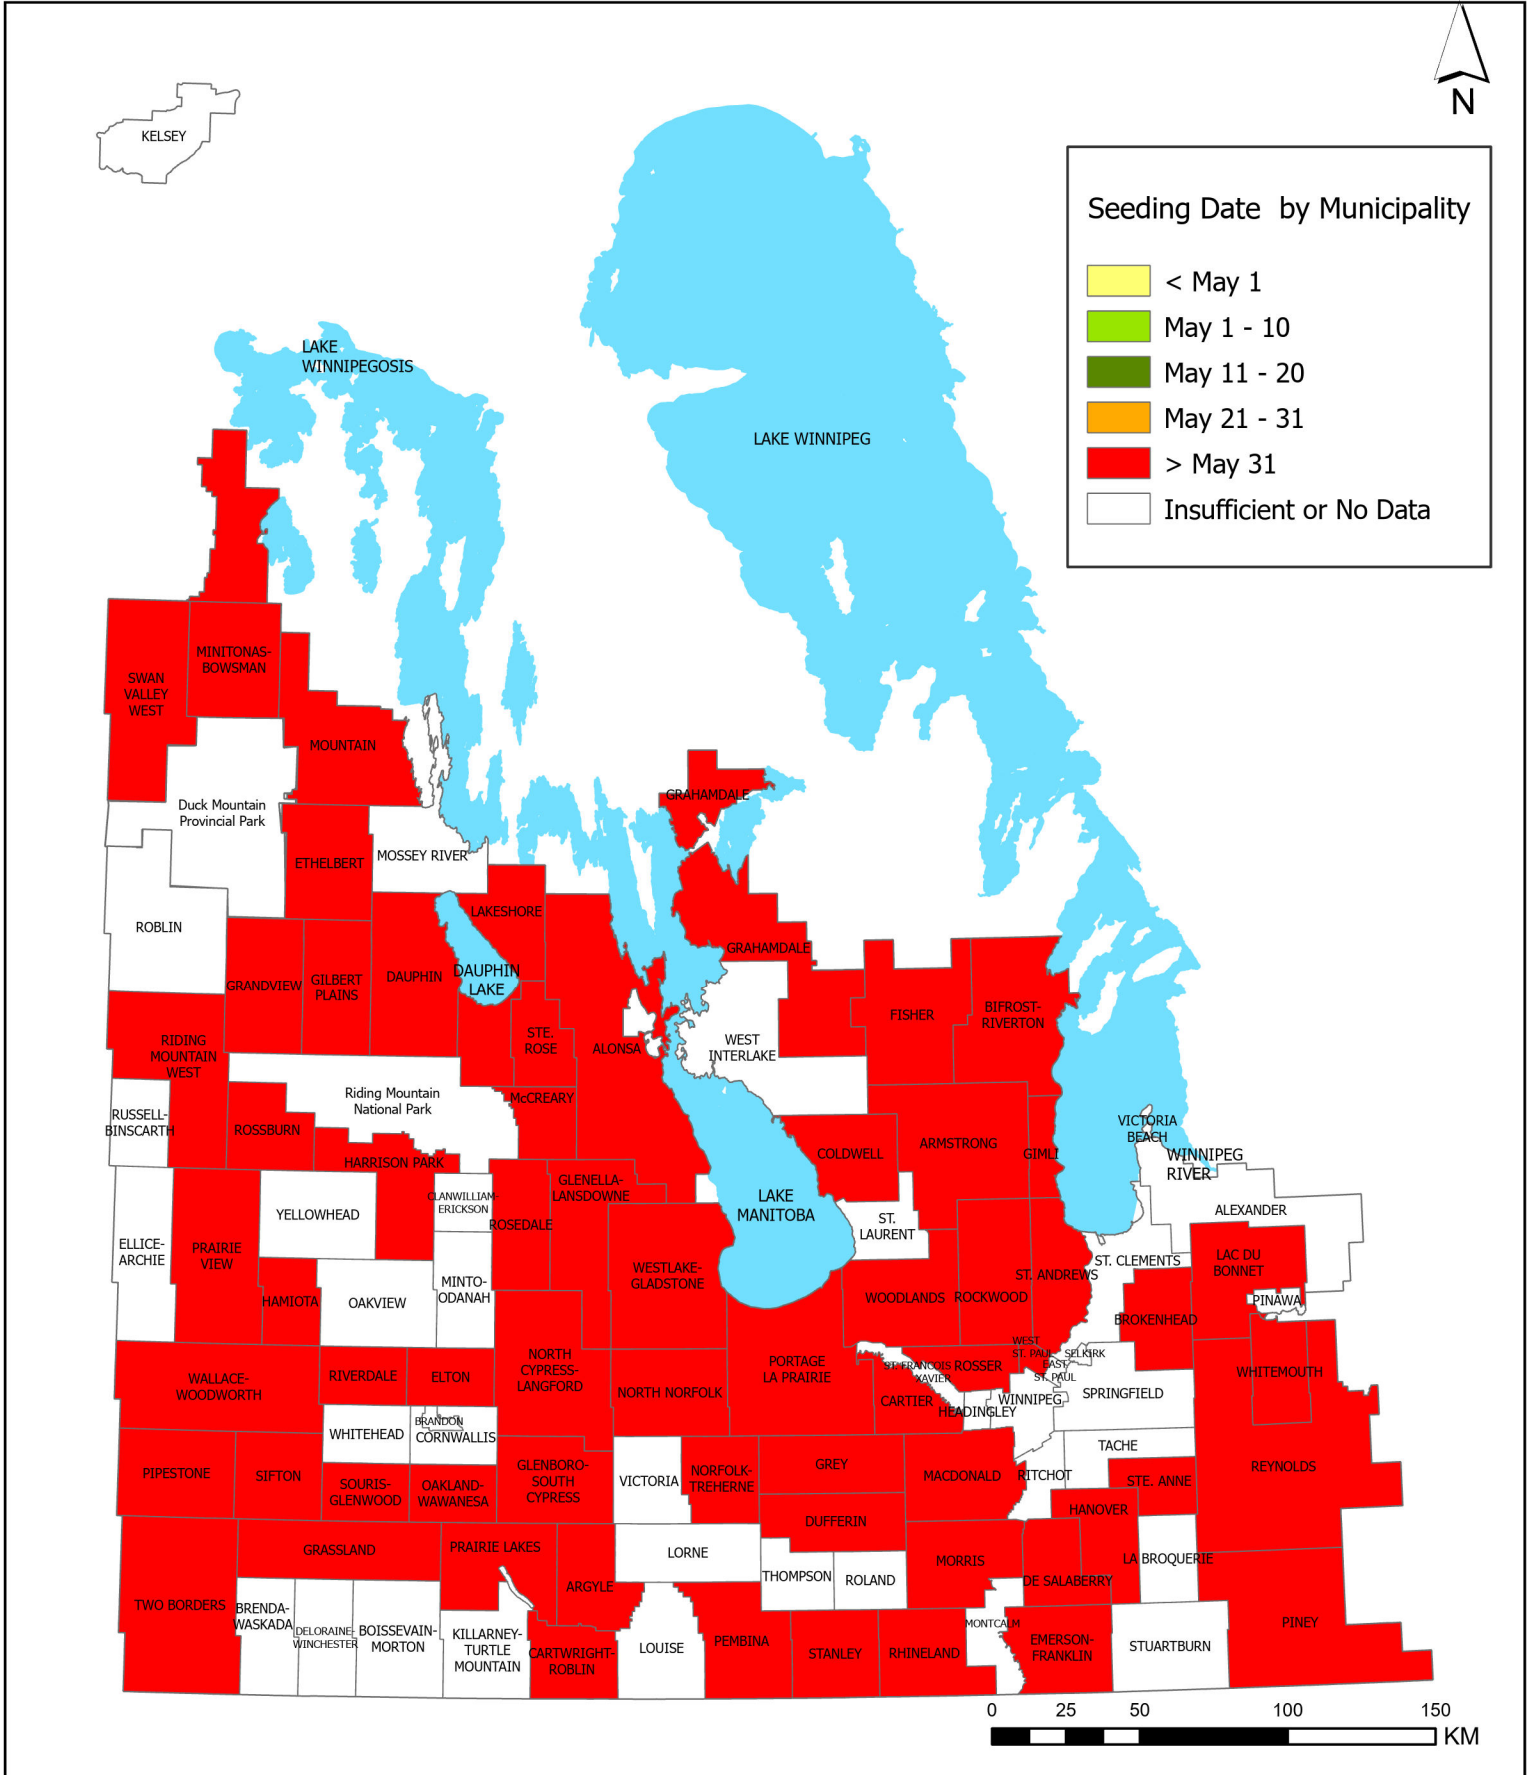 N
KELSEY
Seeding Date by Municipality
< May 1
May 1 - 10
May 11 - 20
May 21 - 31
> May 31
Insufficient or No Data
LAKE
WINNIPEGOSIS
LAKE WINNIPEG
MINITONAS-
BOWSMAN
SWAN
VALLEY
WEST
MOUNTAIN
GRAHAMDALE
Duck Mountain
Provincial Park
ETHELBERT
MOSSEY RIVER
ROBLIN
LAKESHORE
GRAHAMDALE
GRANDVIEW
GILBERT
PLAINS
DAUPHIN
DAUPHIN
LAKE
FISHER
BIFROST-
RIVERTON
RIDING
MOUNTAIN
WEST
STE.
ROSE
ALONSA
WEST
INTERLAKE
Riding Mountain
National Park
McCREARY
RUSSELL-
BINSCARTH
ROSSBURN
HARRISON PARK
COLDWELL
ARMSTRONG
GIMLI
VICTORIA
BEACH
WINNIPEG
RIVER
GLENELLA-
LANSDOWNE
CLANWILLIAM-
ERICKSON
LAKE
MANITOBA
ST.
LAURENT
ALEXANDER
YELLOWHEAD
ROSEDALE
ELLICE-
ARCHIE
PRAIRIE
VIEW
WESTLAKE-
GLADSTONE
ST. CLEMENTS
LAC DU
BONNET
ST. ANDREWS
MINTO-
ODANAH
HAMIOTA
OAKVIEW
WOODLANDS
ROCKWOOD
PINAWA
BROKENHEAD
WEST
ST. PAUL
SELKIRK
EAST
ST. PAUL
NORTH
CYPRESS-
LANGFORD
PORTAGE
LA PRAIRIE
ST. FRANCOIS
XAVIER
ROSSER
WALLACE-
WOODWORTH
RIVERDALE
ELTON
NORTH NORFOLK
CARTIER
HEADINGLEY
WINNIPEG
SPRINGFIELD
WHITEMOUTH
BRANDON
WHITEHEAD
CORNWALLIS
TACHE
PIPESTONE
SIFTON
SOURIS-
GLENWOOD
OAKLAND-
WAWANESA
GLENBORO-
SOUTH
CYPRESS
VICTORIA
NORFOLK-
TREHERNE
GREY
MACDONALD
RITCHOT
STE. ANNE
REYNOLDS
HANOVER
DUFFERIN
GRASSLAND
PRAIRIE LAKES
LORNE
MORRIS
LA BROQUERIE
ARGYLE
THOMPSON
ROLAND
DE SALABERRY
TWO BORDERS
BRENDA-
WASKADA
DELORAINE-
WINCHESTER
BOISSEVAIN-
MORTON
KILLARNEY-
TURTLE
MOUNTAIN
CARTWRIGHT-
ROBLIN
LOUISE
PEMBINA
STANLEY
RHINELAND
MONTCALM
EMERSON-
FRANKLIN
STUARTBURN
PINEY
0 25 50 100 150
KM